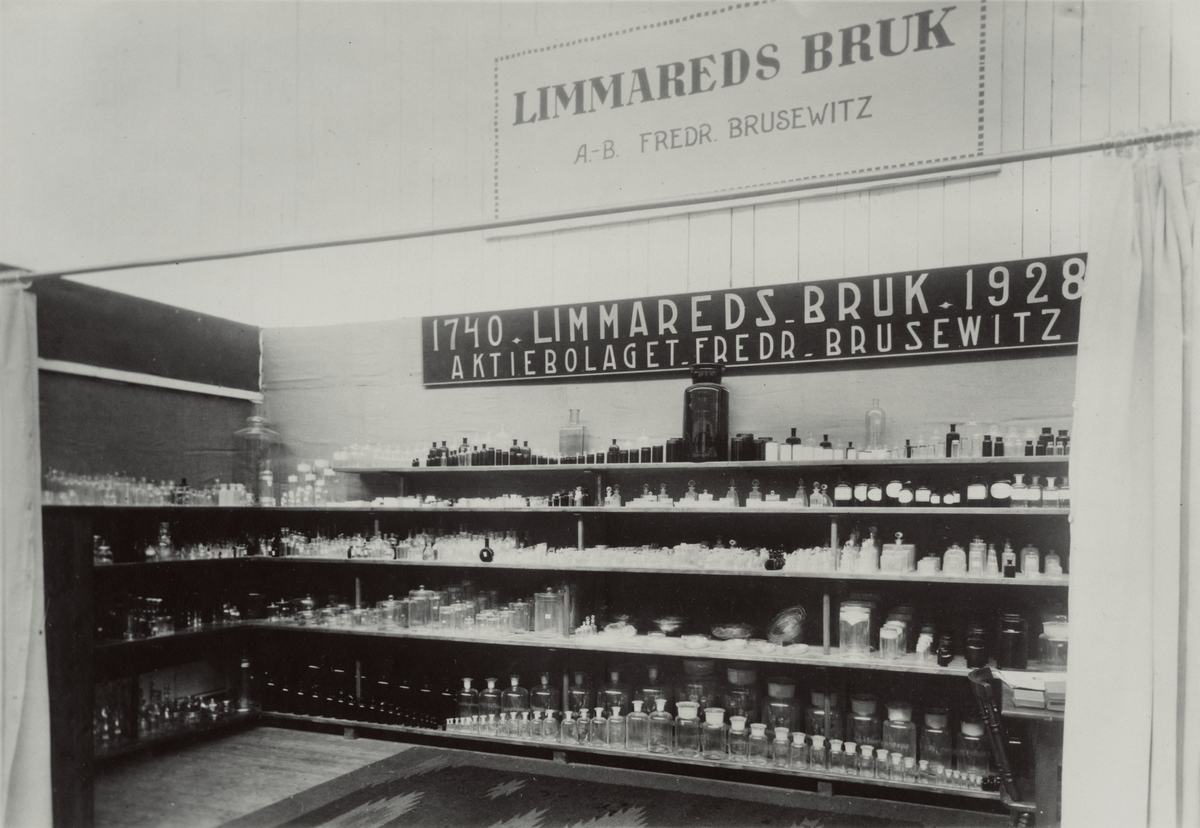 LIMMAREDS BRUK
A.-B. FREDR. BRUSEWITZ
1740. LIMMAREDS-BRUK.1928
AKTIEBOLAGET-FREDR-BRUSEWITZ